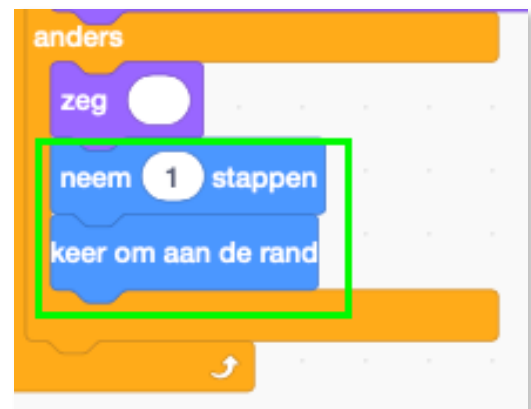 anders
zeg
neem 1 stappen
keer om aan de rand